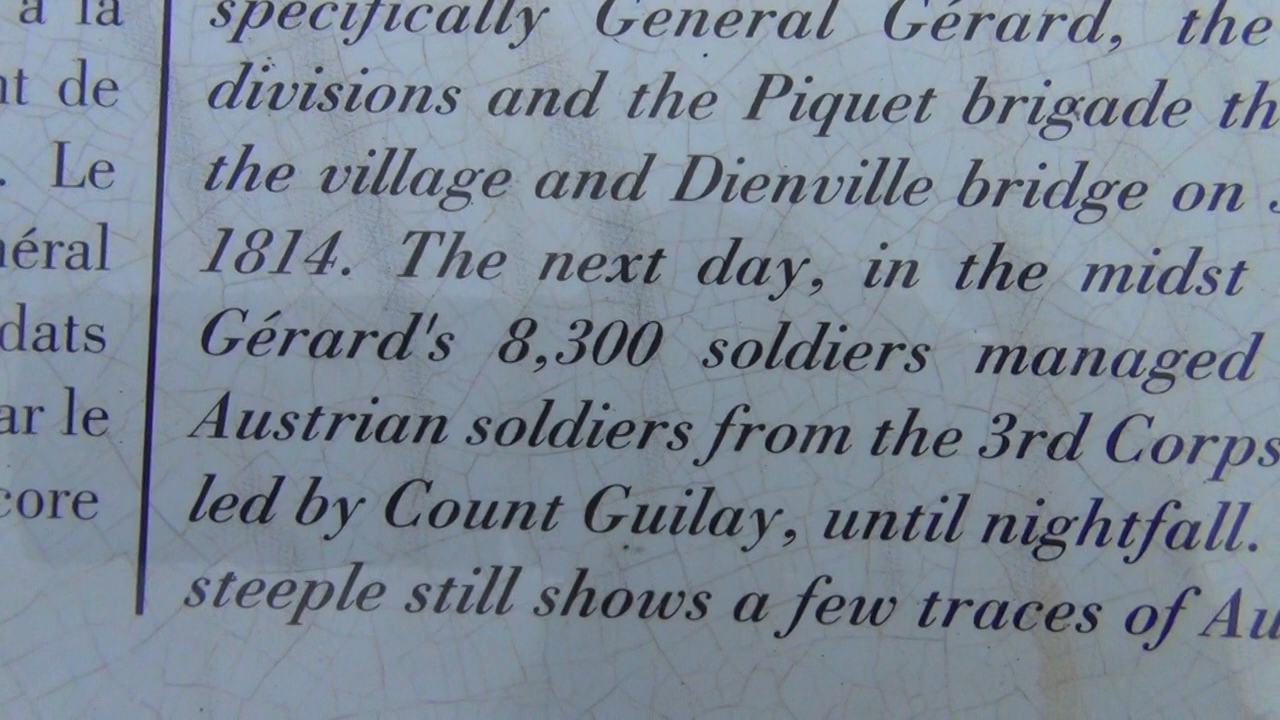 à la
nt de
. Le
néral
dats
ar le
core
specifically General Gérard, the
divisions and the Piquet brigade th
the village and Dienville bridge on
1814. The next day, in the midst
Gérard's 8,300 soldiers managed
Austrian soldiers from the 3rd Corps
led by Count Guilay, until nightfall.
steeple still shows a few traces of Au